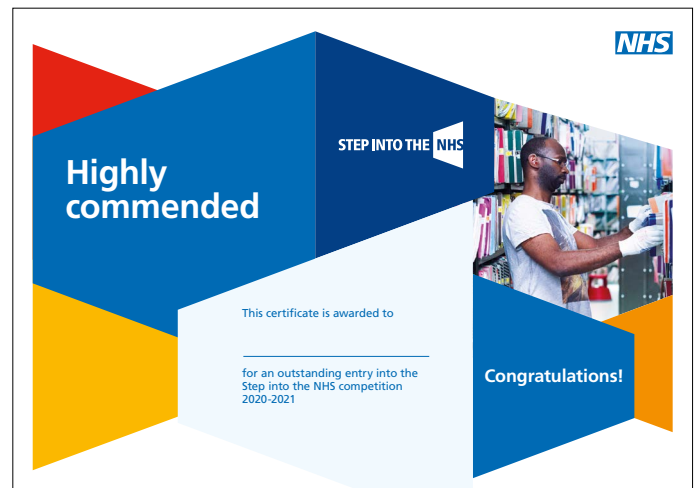 NHS
STEP INTO THE NHS
Highly
commended
This certificate is awarded to
for an outstanding entry into the
Step into the NHS competition
2020-2021
Congratulations!